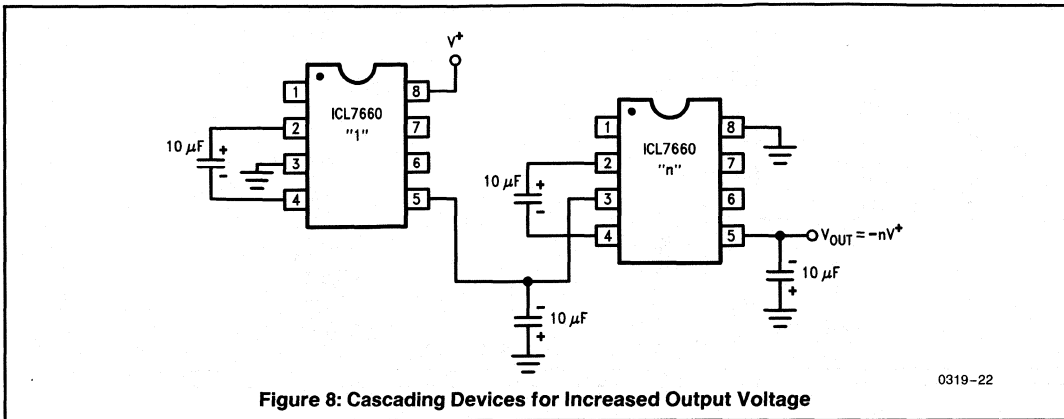 V⁺
1
2
3
4
ICL7660
"1"
8
7
6
5
10 µF
+
-
1
2
3
4
ICL7660
"n"
8
7
6
5
10 µF
+
-
V_OUT = -nV⁺
-
10 µF
+
-
10 µF
+
0319-22
Figure 8: Cascading Devices for Increased Output Voltage